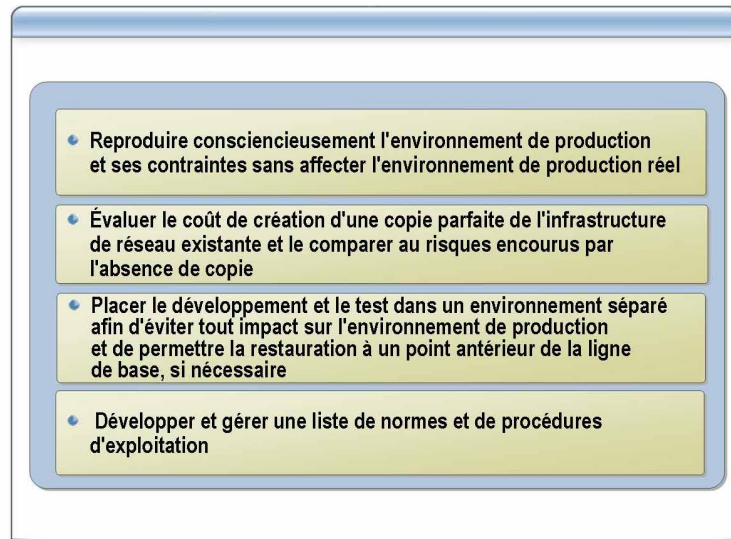 Reproduire consciencieusement l'environnement de production
et ses contraintes sans affecter l'environnement de production réel
Évaluer le coût de création d'une copie parfaite de l'infrastructure
de réseau existante et le comparer au risques encourus par
l'absence de copie
Placer le développement et le test dans un environnement séparé
afin d'éviter tout impact sur l'environnement de production
et de permettre la restauration à un point antérieur de la ligne
de base, si nécessaire
Développer et gérer une liste de normes et de procédures
d'exploitation